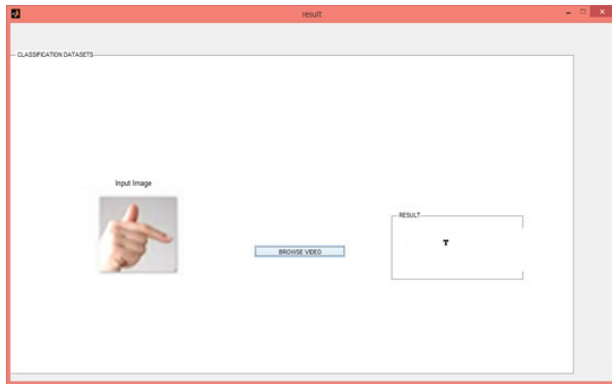 result
CLASSIFICATION DATASETS
Input Image
RESULT
T
BROWSE VIDEO